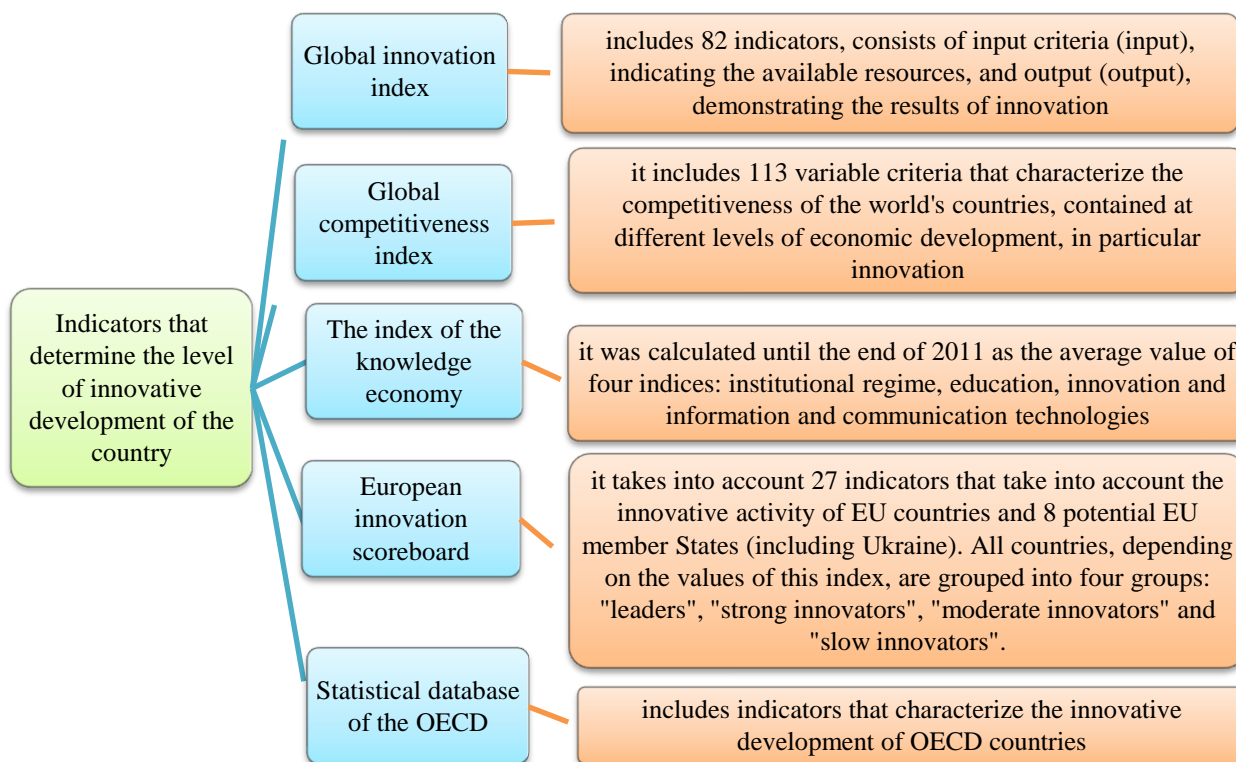 Indicators that
determine the level
of innovative
development of the
country
Global innovation
index
includes 82 indicators, consists of input criteria (input),
indicating the available resources, and output (output),
demonstrating the results of innovation
Global
competitiveness
index
it includes 113 variable criteria that characterize the
competitiveness of the world's countries, contained at
different levels of economic development, in particular
innovation
The index of the
knowledge
economy
it was calculated until the end of 2011 as the average value of
four indices: institutional regime, education, innovation and
information and communication technologies
European
innovation
scoreboard
it takes into account 27 indicators that take into account the
innovative activity of EU countries and 8 potential EU
member States (including Ukraine). All countries, depending
on the values of this index, are grouped into four groups:
"leaders", "strong innovators", "moderate innovators" and
"slow innovators".
Statistical database
of the OECD
includes indicators that characterize the innovative
development of OECD countries